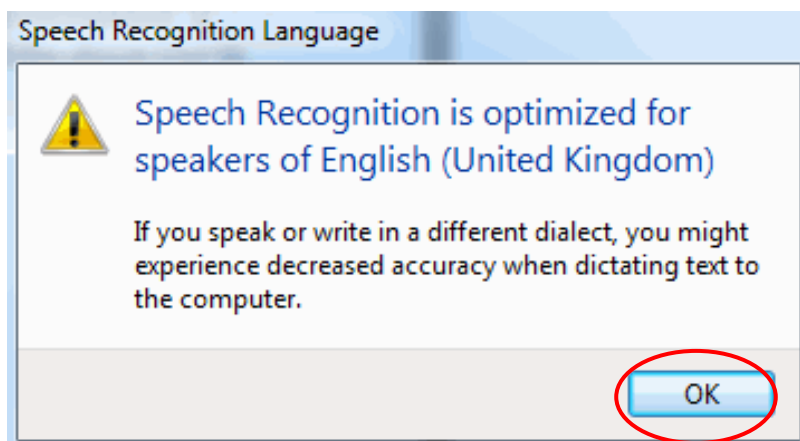 Speech Recognition Language
Speech Recognition is optimized for
speakers of English (United Kingdom)
If you speak or write in a different dialect, you might
experience decreased accuracy when dictating text to
the computer.
OK